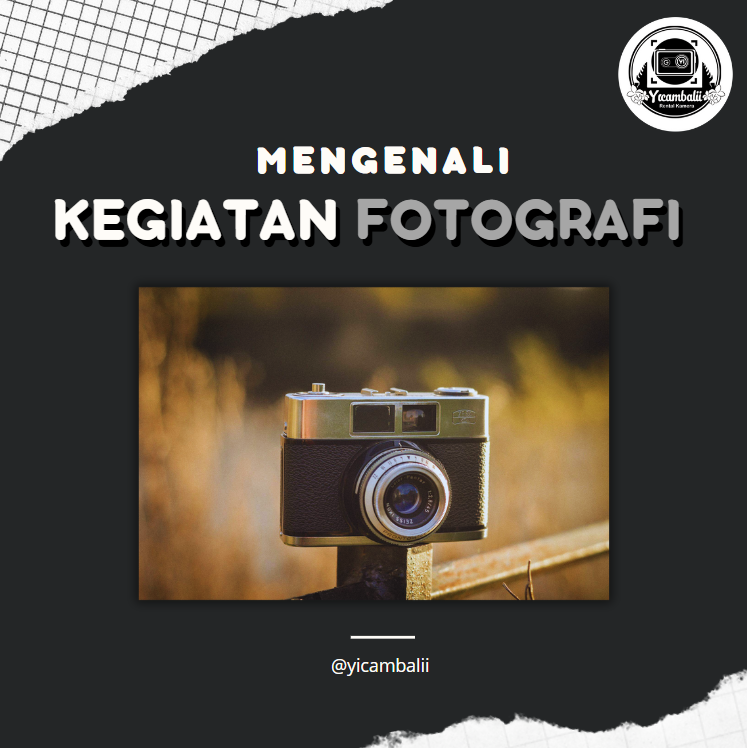 Yicambalii
Rental Kamera
MENGENALI
KEGIATAN FOTOGRAFI
@yicambalii